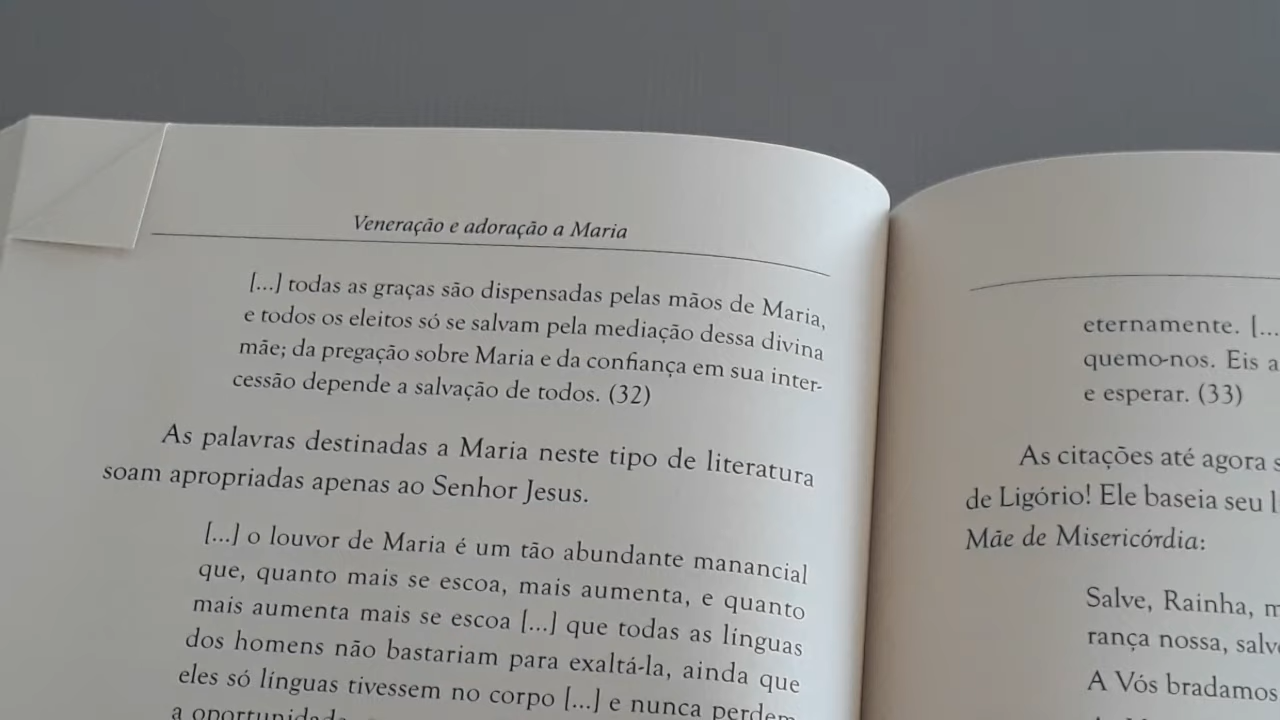 Veneração e adoração a Maria
[...] todas as graças são dispensadas pelas mãos de Maria,
e todos os eleitos só se salvam pela mediação dessa divina
mãe; da pregação sobre Maria e da confiança em sua inter-
cessão depende a salvação de todos. (32)
As palavras destinadas a Maria neste tipo de literatura
soam apropriadas apenas ao Senhor Jesus.
[...] o louvor de Maria é um tão abundante manancial
que, quanto mais se escoa, mais aumenta, e quanto
mais aumenta mais se escoa [...] que todas as línguas
dos homens não bastariam para exaltá-la, ainda que
eles só línguas tivessem no corpo [...] e nunca perdem
a oportunidade
eternamente. [...
quemo-nos. Eis a
e esperar. (33)
As citações até agora s
de Ligório! Ele baseia seu l
Mãe de Misericórdia:
Salve, Rainha, m
rança nossa, salv
A Vós bradamos